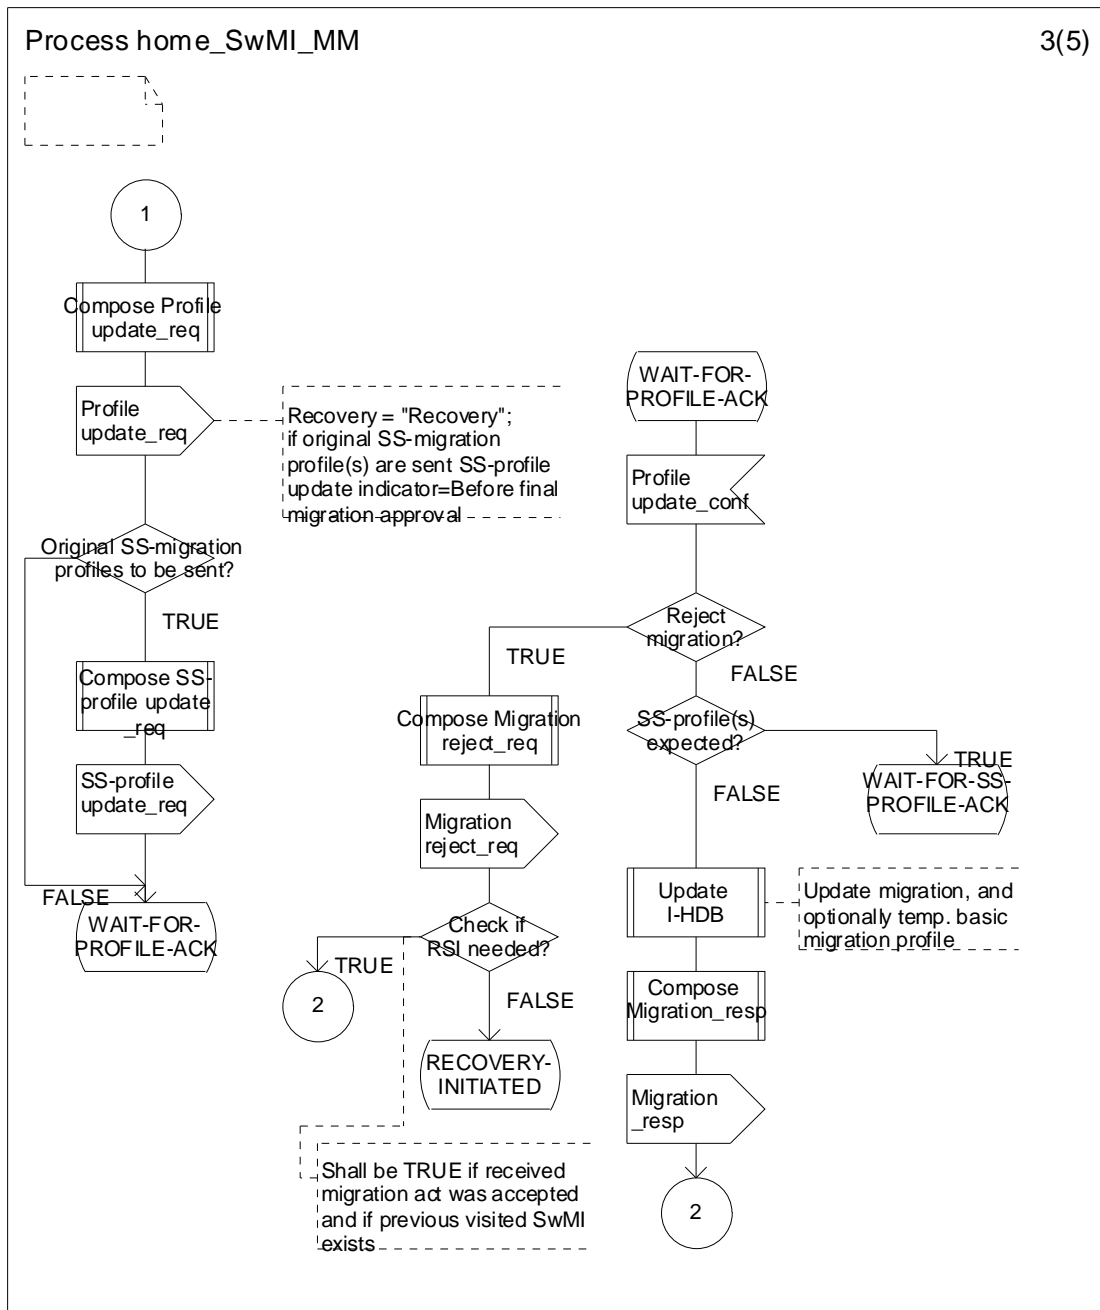 Process home_SwMI_MM
3(5)
1
Compose Profile
update_req
Profile
update_req
Recovery = "Recovery";
if original SS-migration
profile(s) are sent SS-profile
update indicator=Before final
migration approval
Original SS-migration
profiles to be sent?
TRUE
Compose SS-
profile update
_req
SS-profile
update_req
FALSE
WAIT-FOR-
PROFILE-ACK
WAIT-FOR-
PROFILE-ACK
Profile
update_conf
Reject
migration?
TRUE
FALSE
Compose Migration
reject_req
Migration
reject_req
Check if
RSI needed?
TRUE
2
FALSE
RECOVERY-
INITIATED
Shall be TRUE if received
migration act was accepted
and if previous visited SwMI
exists
SS-profile(s)
expected?
TRUE
WAIT-FOR-SS-
PROFILE-ACK
FALSE
Update
I-HDB
Update migration, and
optionally temp. basic
migration profile
Compose
Migration_resp
Migration
_resp
2